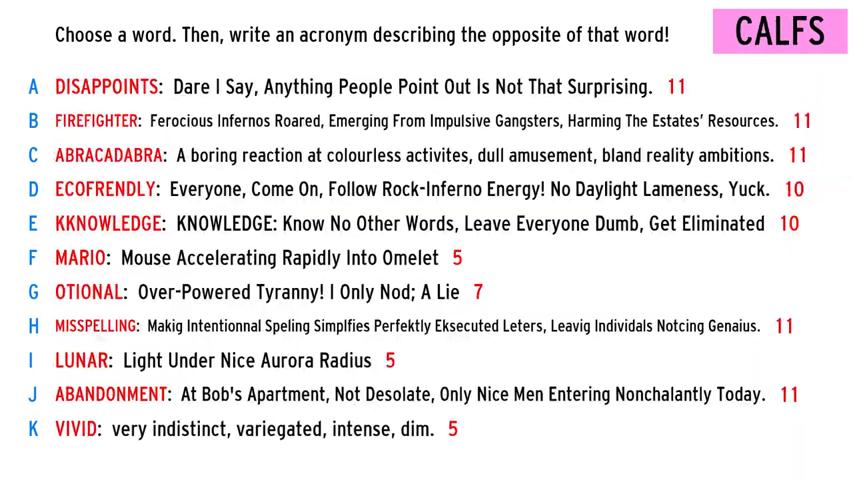 Choose a word. Then, write an acronym describing the opposite of that word!
CALFS
A DISAPPOINTS: Dare I Say, Anything People Point Out Is Not That Surprising. 11
B FIREFIGHTER: Ferocious Infernos Roared, Emerging From Impulsive Gangsters, Harming The Estates' Resources. 11
C ABRACADABRA: A boring reaction at colourless activites, dull amusement, bland reality ambitions. 11
D ECOFRENDLY: Everyone, Come On, Follow Rock-Inferno Energy! No Daylight Lameness, Yuck. 10
E KKNOWLEDGE: KNOWLEDGE: Know No Other Words, Leave Everyone Dumb, Get Eliminated 10
F MARIO: Mouse Accelerating Rapidly Into Omelet 5
G OTIONAL: Over-Powered Tyranny! I Only Nod; A Lie 7
H MISSPELLING: Makig Intentionnal Speling Simplfies Perfektly Eksecuted Leters, Leavig Individals Notcing Genaius. 11
I LUNAR: Light Under Nice Aurora Radius 5
J ABANDONMENT: At Bob's Apartment, Not Desolate, Only Nice Men Entering Nonchalantly Today. 11
K VIVID: very indistinct, variegated, intense, dim. 5